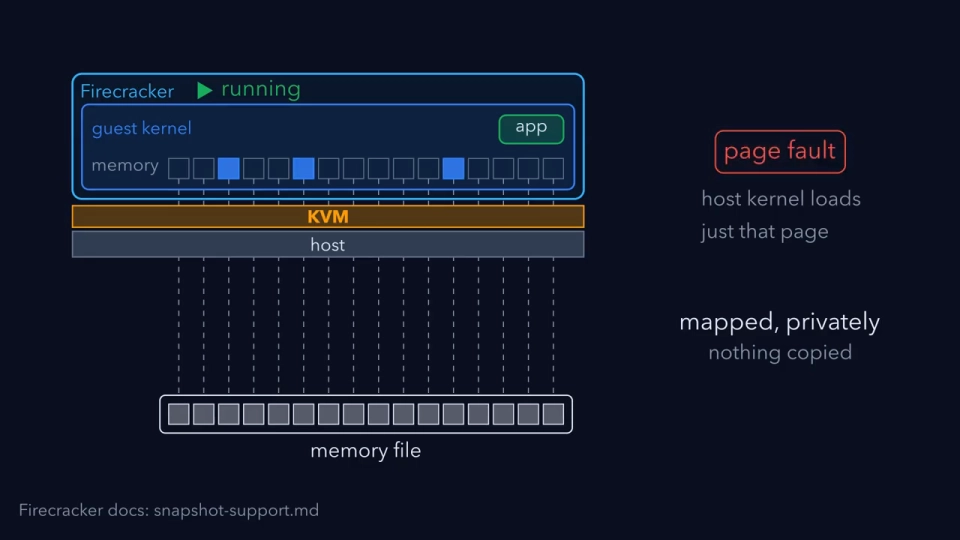 Firecracker
running
guest kernel
app
memory
KVM
host
memory file
page fault
host kernel loads
just that page
mapped, privately
nothing copied
Firecracker docs: snapshot-support.md